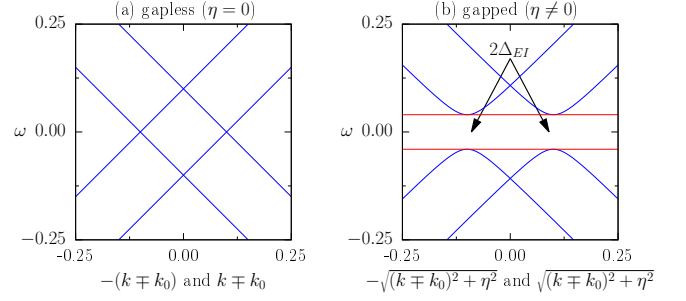 (a) gapless (η = 0)
0.25
ω 0.00
−0.25
-0.25 0.00 0.25
−(k ∓ k₀) and k ∓ k₀
(b) gapped (η ≠ 0)
0.25
2Δ_{EI}
ω 0.00
−0.25
-0.25 0.00 0.25
−√((k ∓ k₀)² + η²) and √((k ∓ k₀)² + η²)